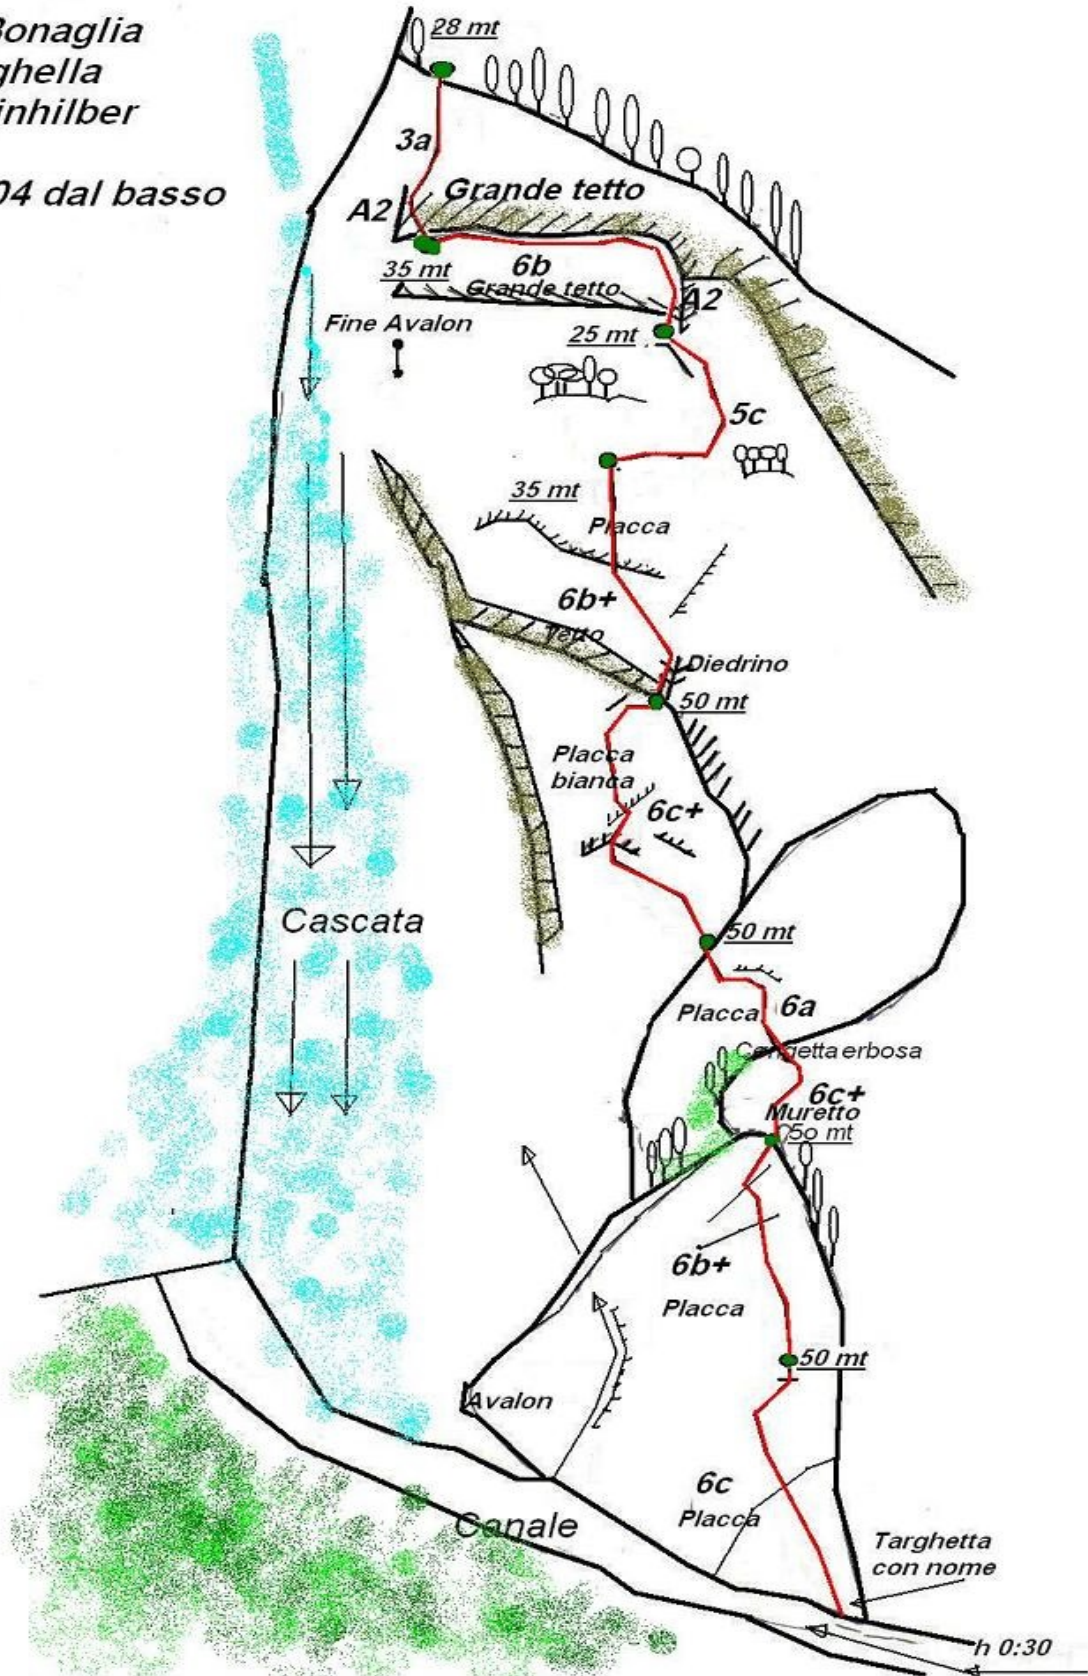 Bonaglia
ghella
inhilber
04 dal basso
28 mt
3a
A2
Grande tetto
35 mt
6b
Grande tetto
A2
Fine Avalon
25 mt
5c
35 mt
Placca
6b+
Tetto
Diedrino
50 mt
Placca
bianca
6c+
Cascata
50 mt
Placca
6a
Cengetta erbosa
6c+
Muretto
50 mt
6b+
Placca
50 mt
Avalon
6c
Placca
Canale
Targhetta
con nome
h 0:30